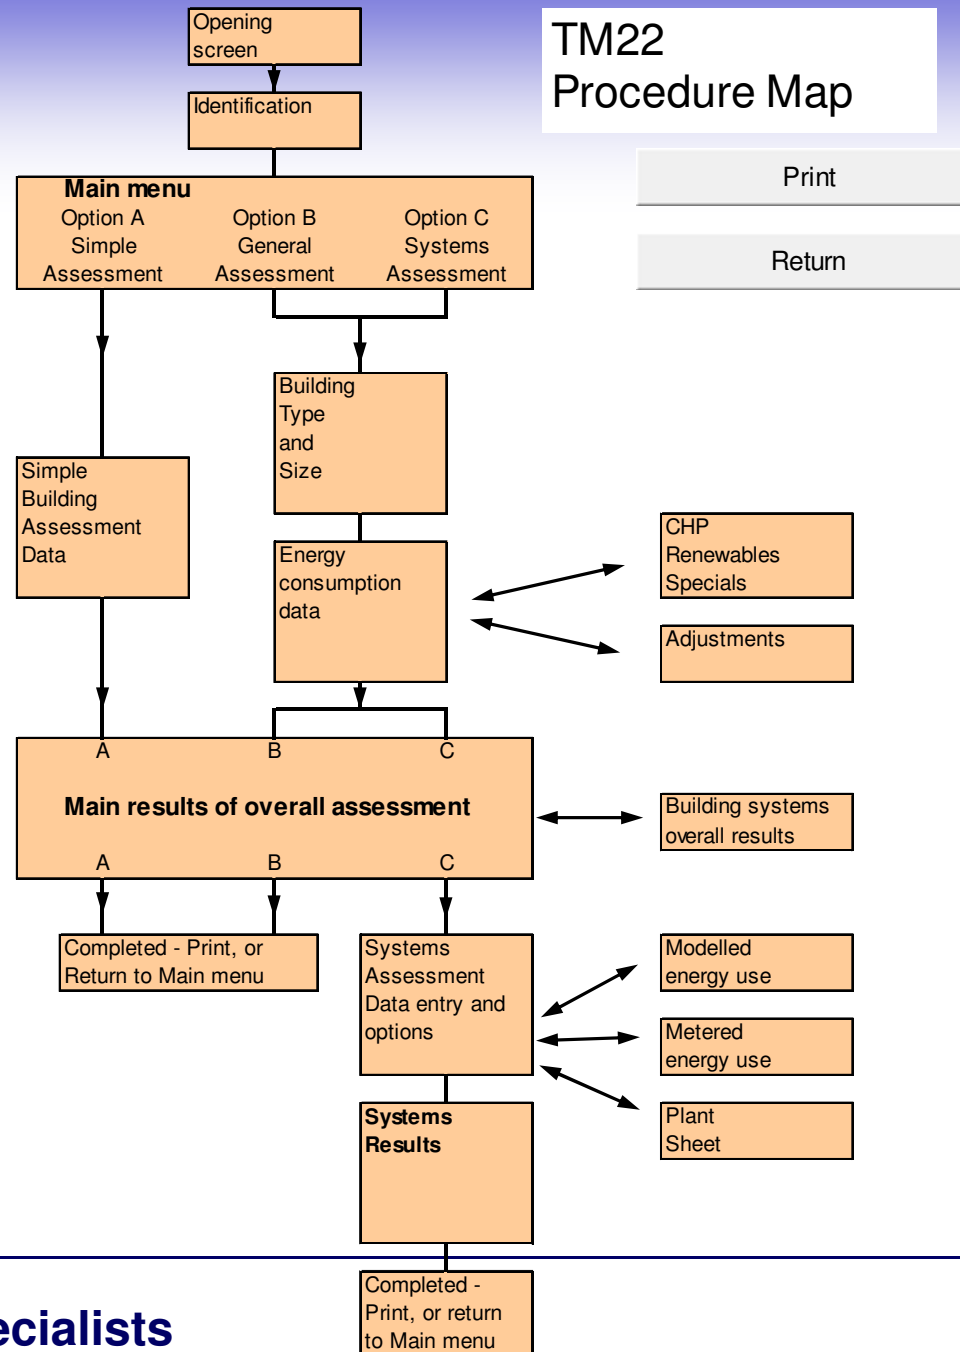 Opening
screen
TM22
Procedure Map
Identification
Print
Main menu
Option A
Simple
Assessment
Option B
General
Assessment
Option C
Systems
Assessment
Return
Building
Type
and
Size
Simple
Building
Assessment
Data
Energy
consumption
data
CHP
Renewables
Specials
Adjustments
A B C
Main results of overall assessment
A B C
Building systems
overall results
Completed - Print, or
Return to Main menu
Systems
Assessment
Data entry and
options
Modelled
energy use
Metered
energy use
Plant
Sheet
Systems
Results
Completed -
Print, or return
to Main menu
ecialists